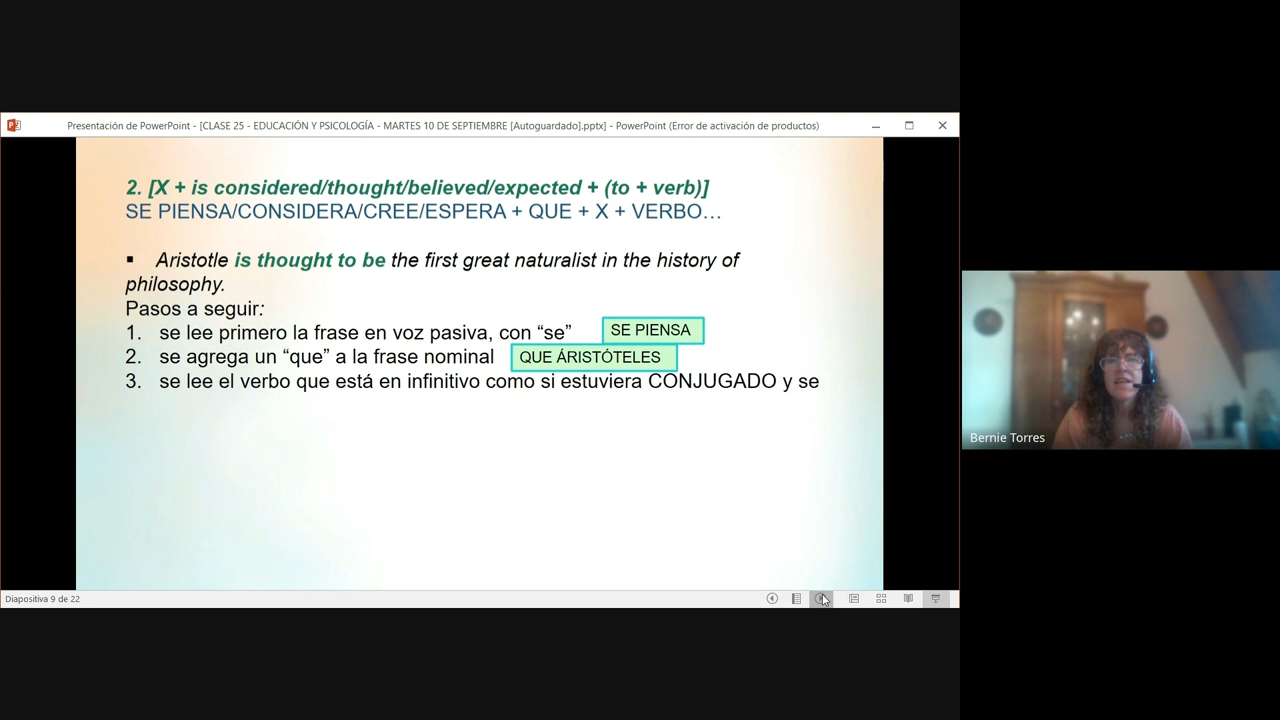 Presentación de PowerPoint - [CLASE 25 - EDUCACIÓN Y PSICOLOGÍA - MARTES 10 DE SEPTIEMBRE [Autoguardado].pptx] - PowerPoint (Error de activación de productos)
2. [X + is considered/thought/believed/expected + (to + verb)]
SE PIENSA/CONSIDERA/CREE/ESPERA + QUE + X + VERBO…
▪ Aristotle is thought to be the first great naturalist in the history of
philosophy.
Pasos a seguir:
1. se lee primero la frase en voz pasiva, con “se” SE PIENSA
2. se agrega un “que” a la frase nominal QUE ÁRISTÓTELES
3. se lee el verbo que está en infinitivo como si estuviera CONJUGADO y se
Bernie Torres
Diapositiva 9 de 22